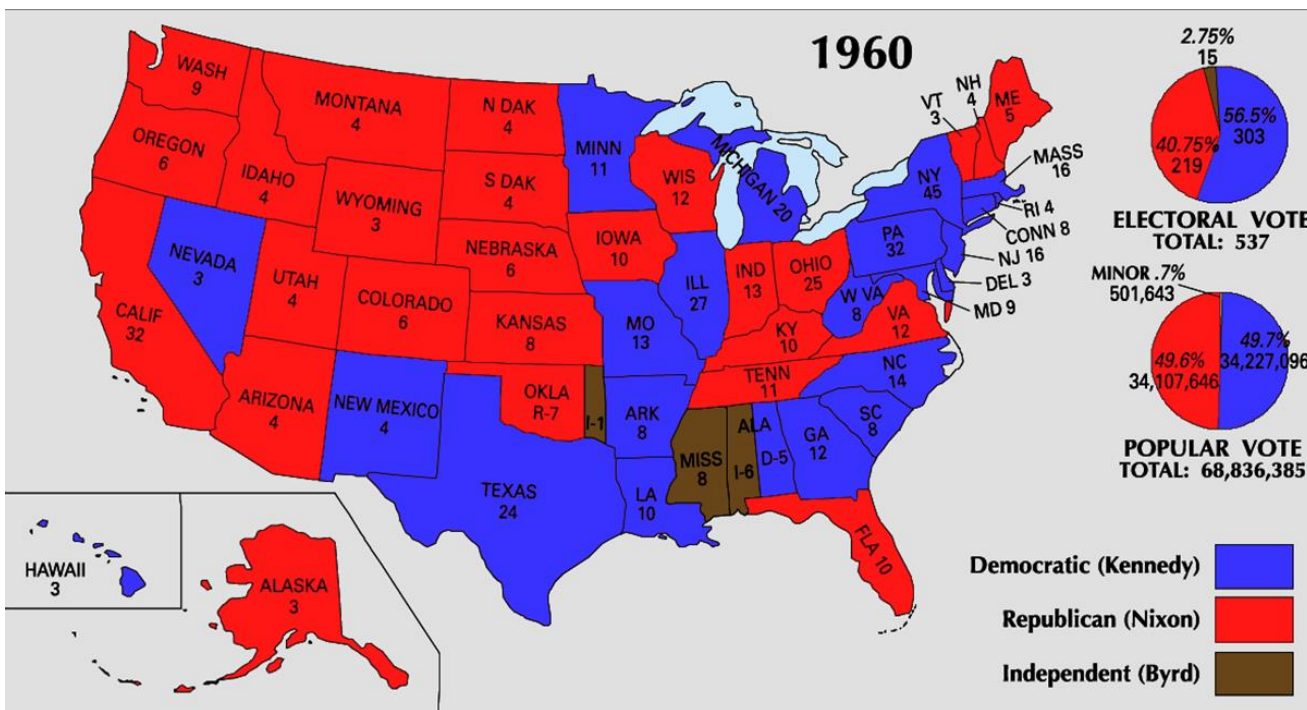 1960
WASH
9
OREGON
6
CALIF
32
NEVADA
3
IDAHO
4
MONTANA
4
WYOMING
3
UTAH
4
COLORADO
6
ARIZONA
4
NEW MEXICO
4
N DAK
4
S DAK
4
NEBRASKA
6
KANSAS
8
OKLA
R-7
I-1
TEXAS
24
MINN
11
IOWA
10
MO
13
ARK
8
LA
10
WIS
12
ILL
27
MICHIGAN 20
IND
13
OHIO
25
KY
10
TENN
11
MISS
8
ALA
I-6
D-5
GA
12
FLA 10
SC
8
NC
14
VA
12
W VA
8
PA
32
NY
45
VT
3
NH
4
ME
5
MASS
16
RI 4
CONN 8
NJ 16
DEL 3
MD 9
HAWAII
3
ALASKA
3
2.75%
15
56.5%
303
40.75%
219
ELECTORAL VOTE
TOTAL: 537
MINOR .7%
501,643
49.7%
34,227,096
49.6%
34,107,646
POPULAR VOTE
TOTAL: 68,836,385
Democratic (Kennedy)
Republican (Nixon)
Independent (Byrd)